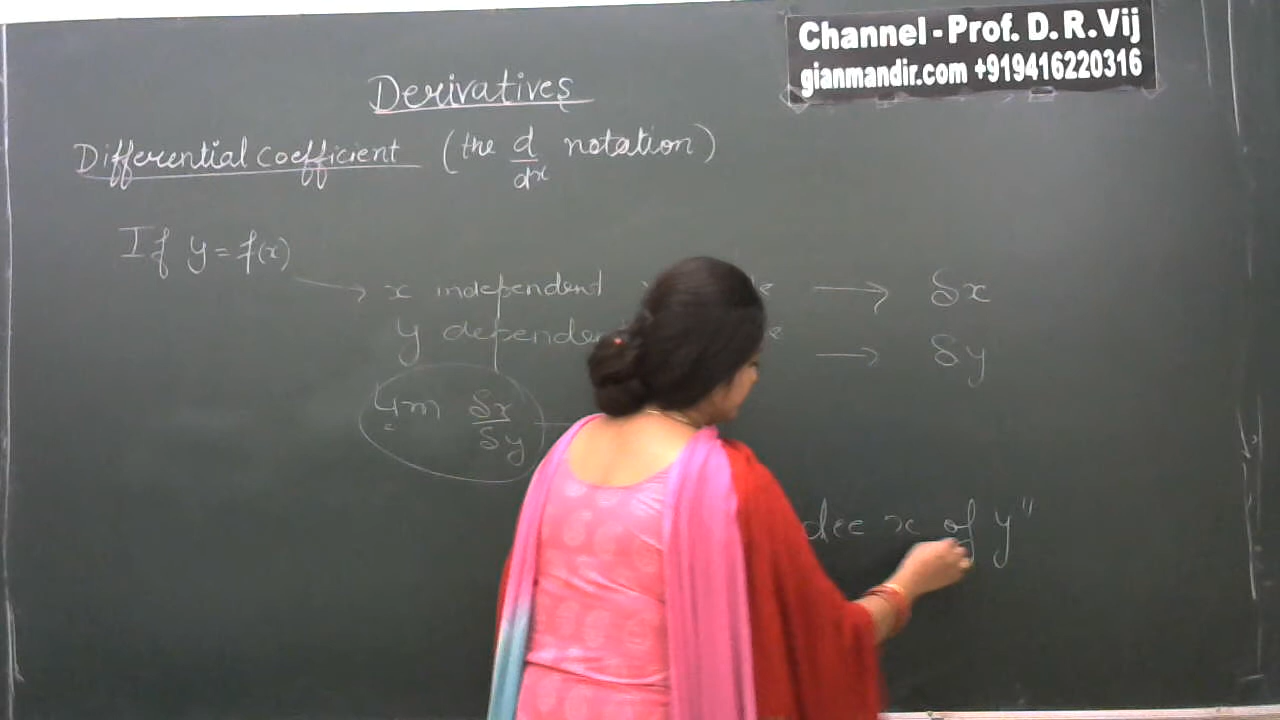 Channel - Prof. D. R. Vij
gianmandir.com +919416220316
Derivatives
Differential Coefficient (the d/dx notation)
If y = f(x)
→ x independent → δx
y dependent → δy
Lim δx/δy
dee x of y"